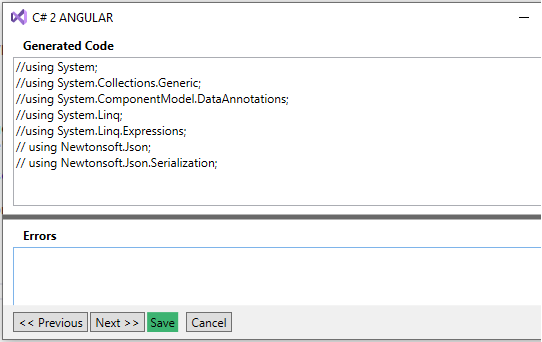 C# 2 ANGULAR
Generated Code
//using System;
//using System.Collections.Generic;
//using System.ComponentModel.DataAnnotations;
//using System.Linq;
//using System.Linq.Expressions;
// using Newtonsoft.Json;
// using Newtonsoft.Json.Serialization;
Errors
<< Previous Next >> Save Cancel